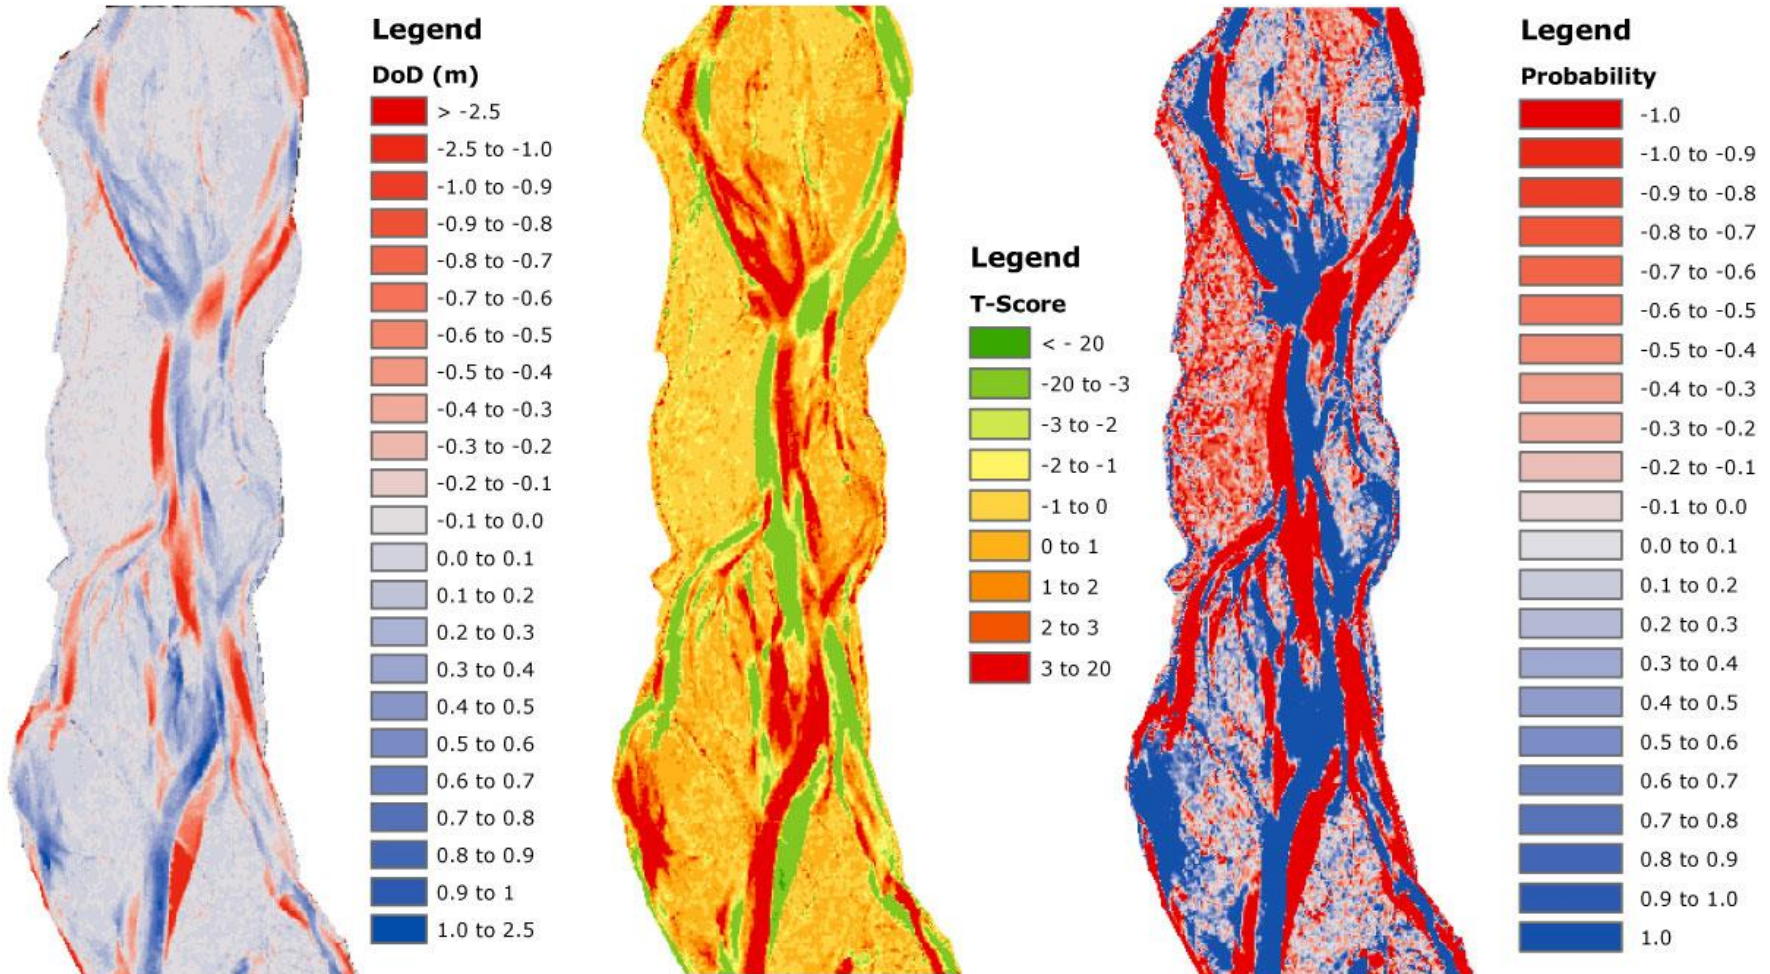 Legend
DoD (m)
> -2.5
-2.5 to -1.0
-1.0 to -0.9
-0.9 to -0.8
-0.8 to -0.7
-0.7 to -0.6
-0.6 to -0.5
-0.5 to -0.4
-0.4 to -0.3
-0.3 to -0.2
-0.2 to -0.1
-0.1 to 0.0
0.0 to 0.1
0.1 to 0.2
0.2 to 0.3
0.3 to 0.4
0.4 to 0.5
0.5 to 0.6
0.6 to 0.7
0.7 to 0.8
0.8 to 0.9
0.9 to 1
1.0 to 2.5
Legend
T-Score
< - 20
-20 to -3
-3 to -2
-2 to -1
-1 to 0
0 to 1
1 to 2
2 to 3
3 to 20
Legend
Probability
-1.0
-1.0 to -0.9
-0.9 to -0.8
-0.8 to -0.7
-0.7 to -0.6
-0.6 to -0.5
-0.5 to -0.4
-0.4 to -0.3
-0.3 to -0.2
-0.2 to -0.1
-0.1 to 0.0
0.0 to 0.1
0.1 to 0.2
0.2 to 0.3
0.3 to 0.4
0.4 to 0.5
0.5 to 0.6
0.6 to 0.7
0.7 to 0.8
0.8 to 0.9
0.9 to 1.0
1.0